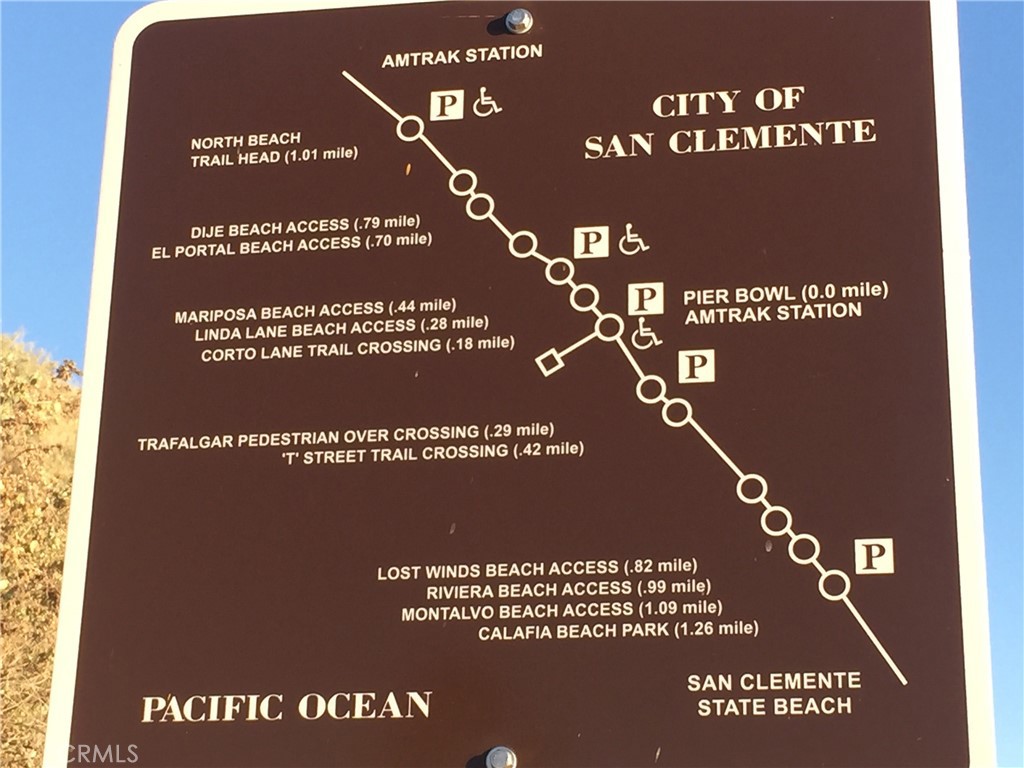 AMTRAK STATION
P
CITY OF
SAN CLEMENTE
NORTH BEACH
TRAIL HEAD (1.01 mile)
DIJE BEACH ACCESS (.79 mile)
EL PORTAL BEACH ACCESS (.70 mile)
P
P
PIER BOWL (0.0 mile)
AMTRAK STATION
MARIPOSA BEACH ACCESS (.44 mile)
LINDA LANE BEACH ACCESS (.28 mile)
CORTO LANE TRAIL CROSSING (.18 mile)
P
TRAFALGAR PEDESTRIAN OVER CROSSING (.29 mile)
'T' STREET TRAIL CROSSING (.42 mile)
P
LOST WINDS BEACH ACCESS (.82 mile)
RIVIERA BEACH ACCESS (.99 mile)
MONTALVO BEACH ACCESS (1.09 mile)
CALAFIA BEACH PARK (1.26 mile)
SAN CLEMENTE
STATE BEACH
PACIFIC OCEAN
CRMLS